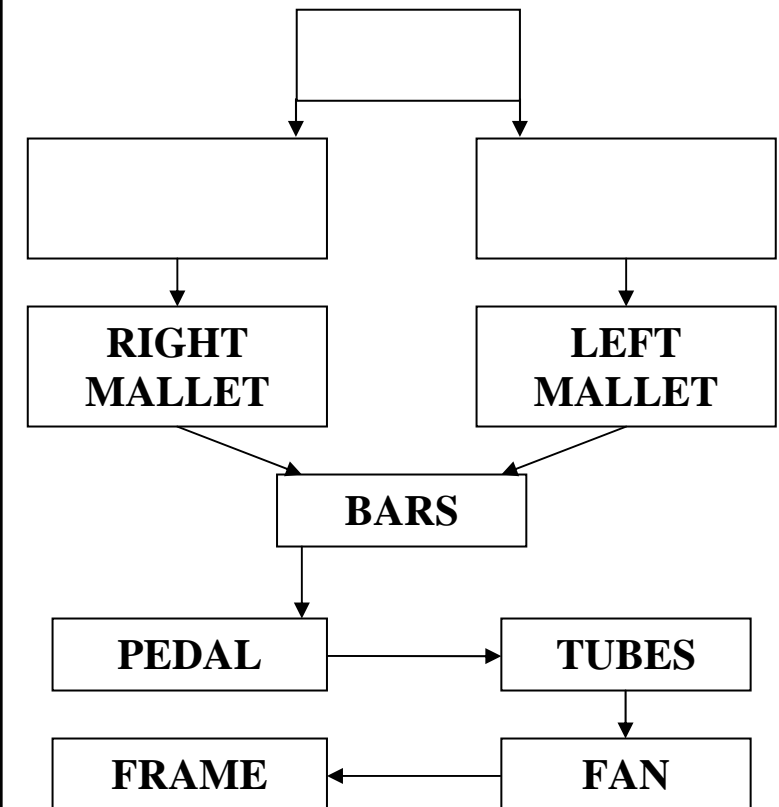 RIGHT
MALLET
LEFT
MALLET
BARS
PEDAL
TUBES
FRAME
FAN